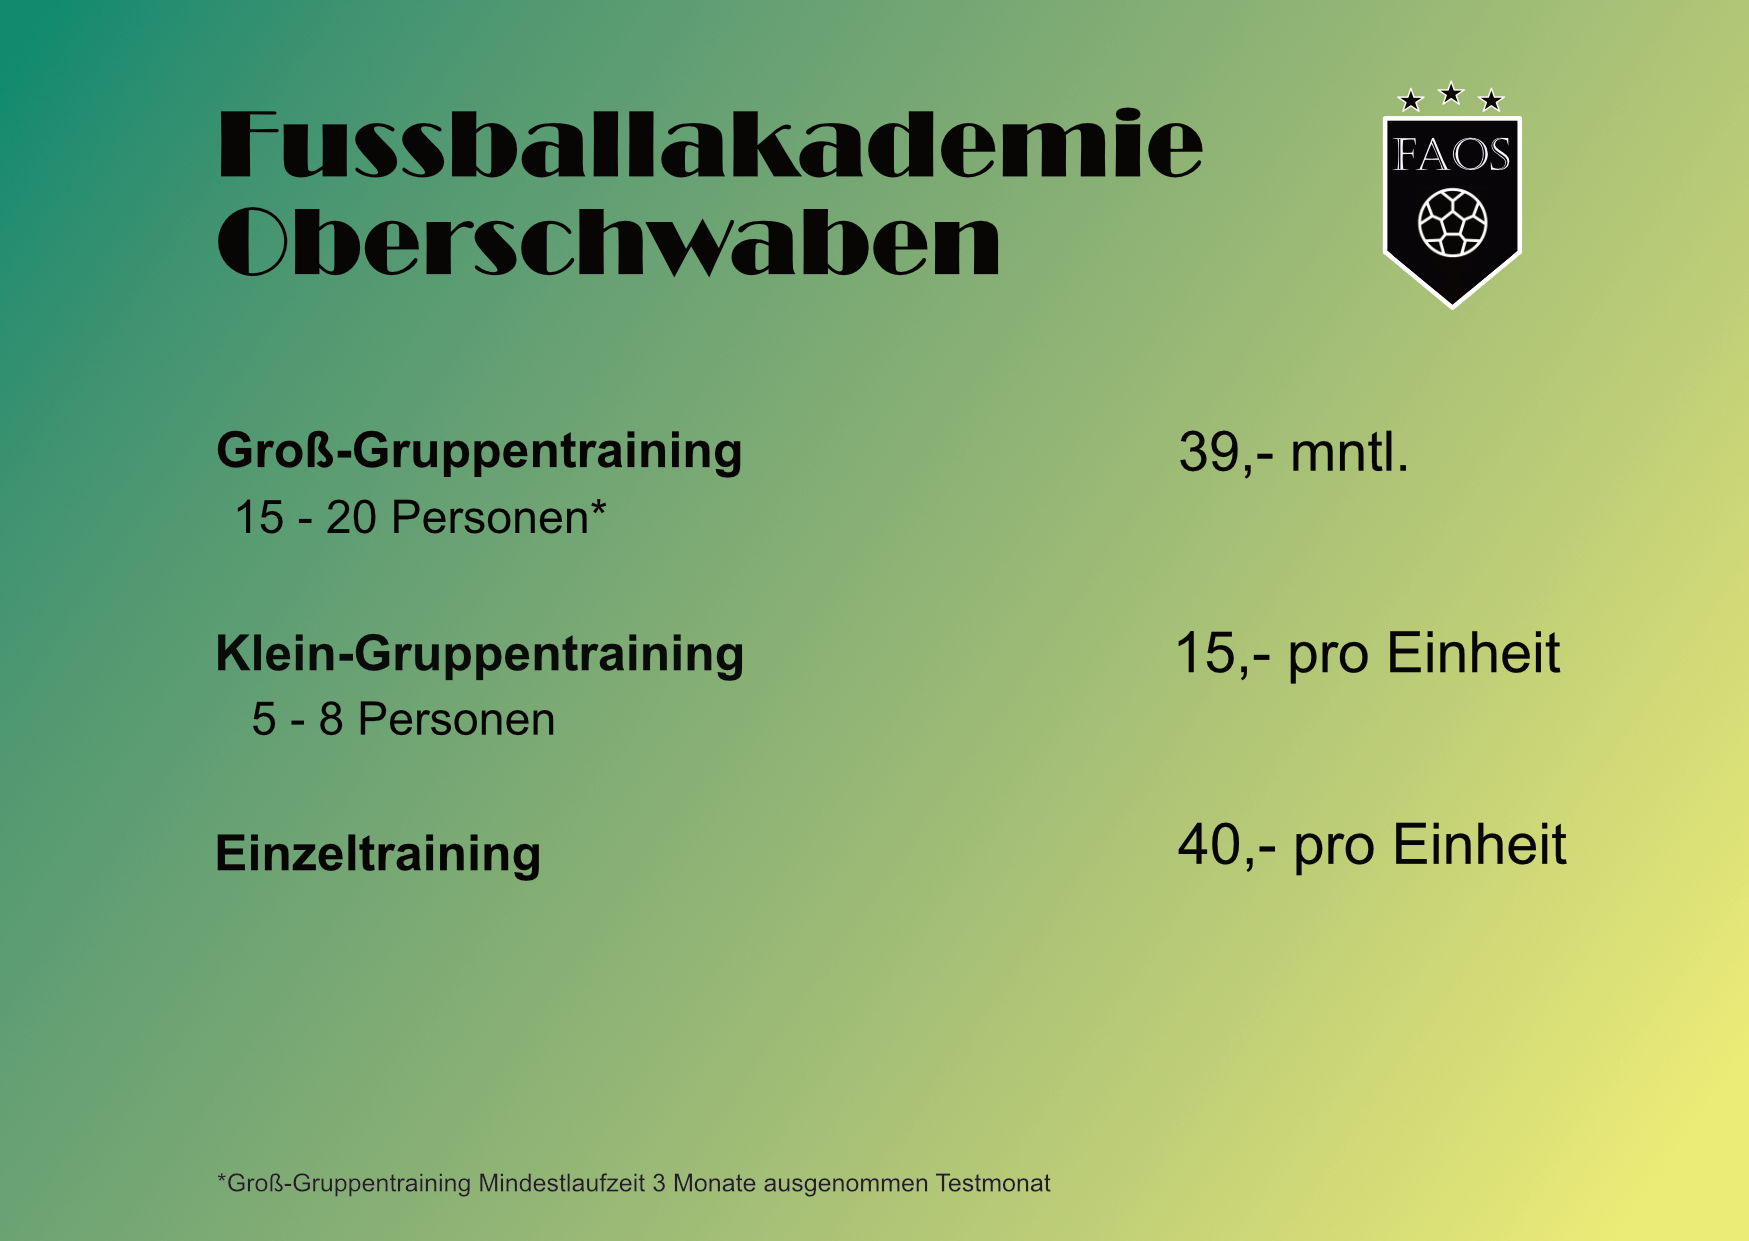 Fussballakademie
Oberschwaben
FAOS
Groß-Gruppentraining 39,- mntl.
15 - 20 Personen*
Klein-Gruppentraining 15,- pro Einheit
5 - 8 Personen
Einzeltraining 40,- pro Einheit
*Groß-Gruppentraining Mindestlaufzeit 3 Monate ausgenommen Testmonat